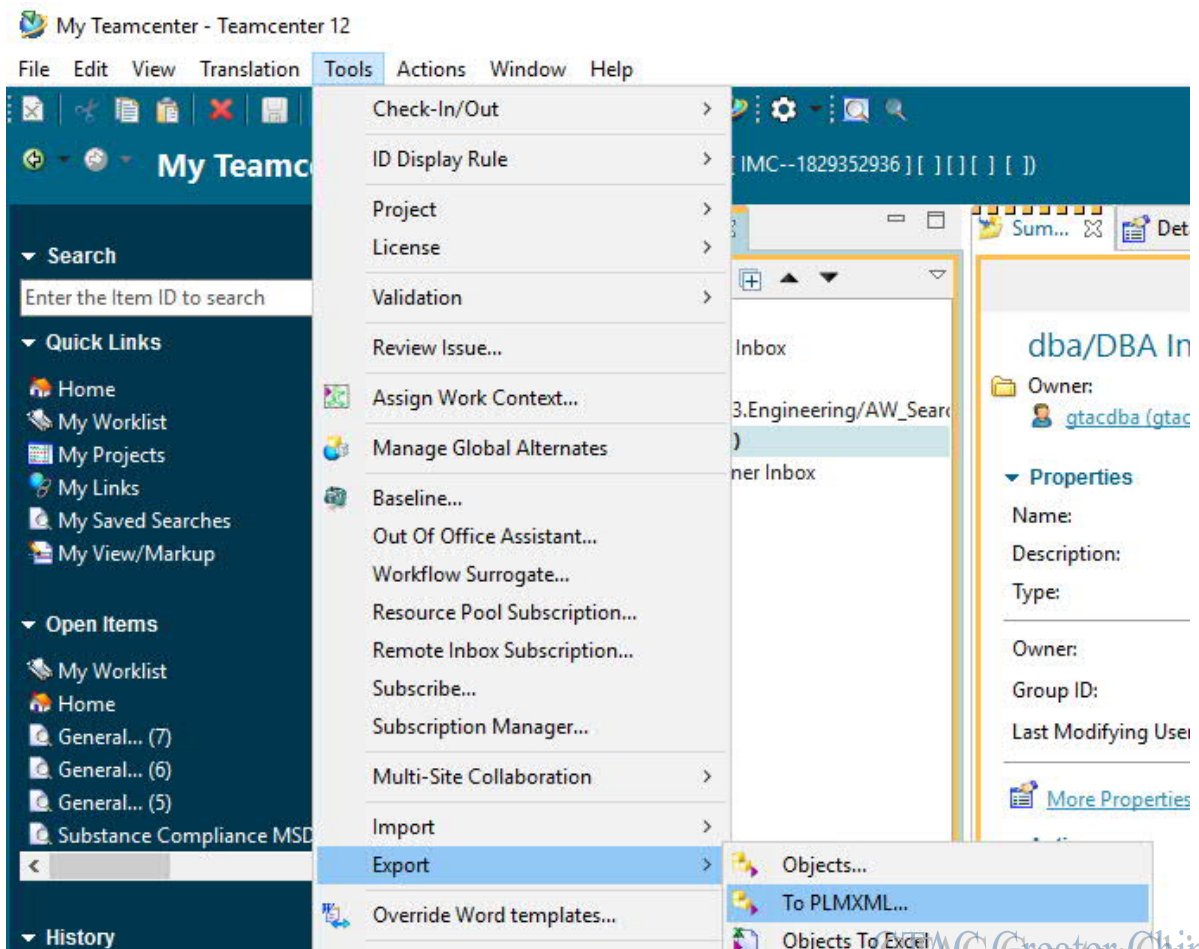 My Teamcenter - Teamcenter 12
File Edit View Translation Tools Actions Window Help
My Teamc
[ IMC--1829352936 ] [ ] [ ] [ ] [ ])
Search
Enter the Item ID to search
Quick Links
Home
My Worklist
My Projects
My Links
My Saved Searches
My View/Markup
Open Items
My Worklist
Home
General... (7)
General... (6)
General... (5)
Substance Compliance MSD
History
Check-In/Out
ID Display Rule
Project
License
Validation
Review Issue...
Assign Work Context...
Manage Global Alternates
Baseline...
Out Of Office Assistant...
Workflow Surrogate...
Resource Pool Subscription...
Remote Inbox Subscription...
Subscribe...
Subscription Manager...
Multi-Site Collaboration
Import
Export
Override Word templates...
Objects...
To PLMXML...
Objects To Excel
Inbox
3.Engineering/AW_Sear
)
ner Inbox
Sum... Det
dba/DBA In
Owner:
gtacdba (gtac
Properties
Name:
Description:
Type:
Owner:
Group ID:
Last Modifying User
More Properties